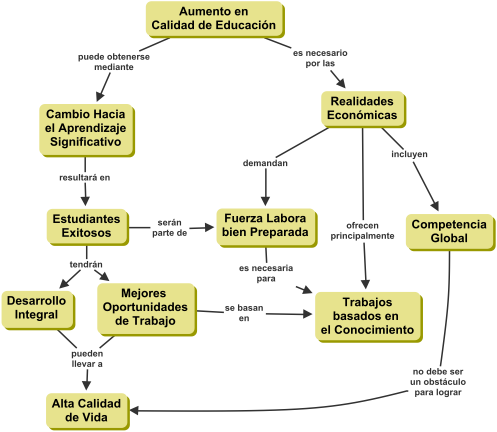 Aumento en
Calidad de Educación
puede obtenerse
mediante
es necesario
por las
Cambio Hacia
el Aprendizaje
Significativo
Realidades
Económicas
demandan
incluyen
resultará en
Estudiantes
Exitosos
serán
parte de
Fuerza Labora
bien Preparada
ofrecen
principalmente
Competencia
Global
tendrán
es necesaria
para
Desarrollo
Integral
Mejores
Oportunidades
de Trabajo
se basan
en
Trabajos
basados en
el Conocimiento
pueden
llevar a
no debe ser
un obstáculo
para lograr
Alta Calidad
de Vida